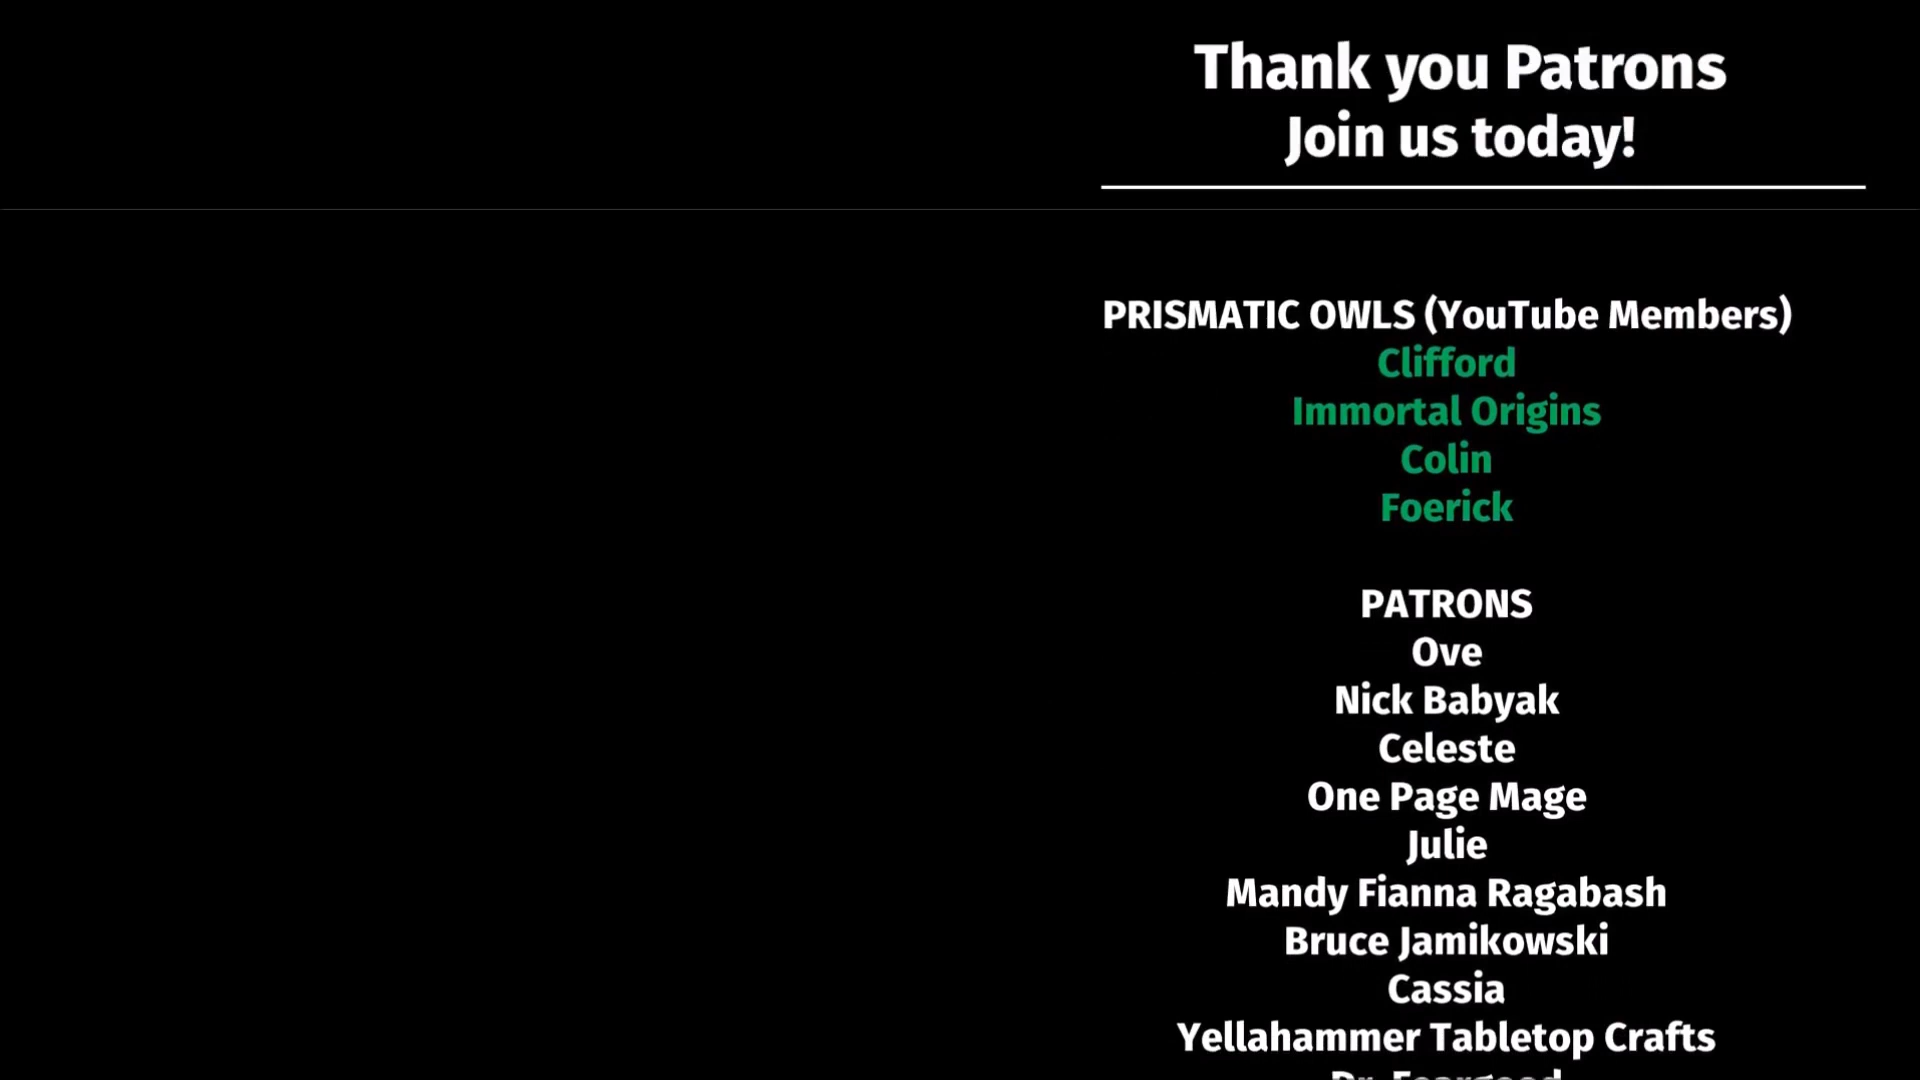 Thank you Patrons
Join us today!
PRISMATIC OWLS (YouTube Members)
Clifford
Immortal Origins
Colin
Foerick
PATRONS
Ove
Nick Babyak
Celeste
One Page Mage
Julie
Mandy Fianna Ragabash
Bruce Jamikowski
Cassia
Yellahammer Tabletop Crafts